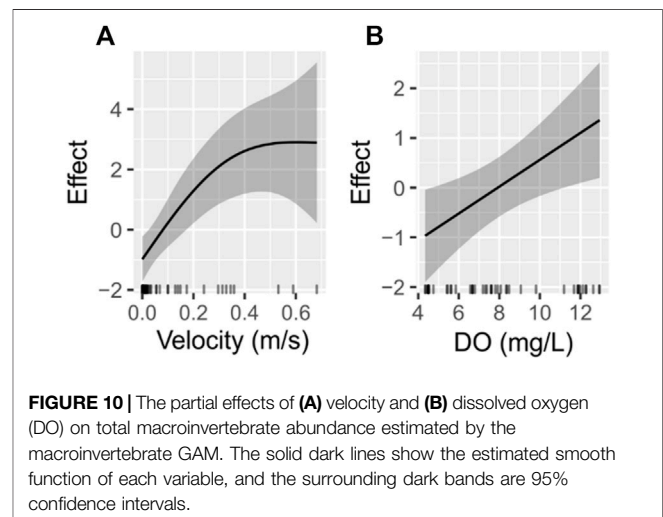 A
B
Effect
4
2
0
−2
0.0 0.2 0.4 0.6
Velocity (m/s)
Effect
2
1
0
−1
−2
4 6 8 10 12
DO (mg/L)
FIGURE 10 | The partial effects of (A) velocity and (B) dissolved oxygen
(DO) on total macroinvertebrate abundance estimated by the
macroinvertebrate GAM. The solid dark lines show the estimated smooth
function of each variable, and the surrounding dark bands are 95%
confidence intervals.